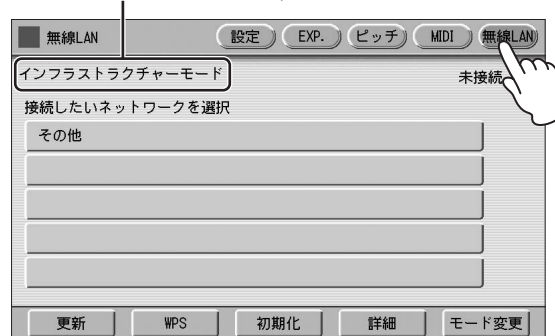 無線LAN 設定 EXP. ピッチ MIDI 無線LAN
インフラストラクチャーモード 未接続
接続したいネットワークを選択
その他
更新 WPS 初期化 詳細 モード変更